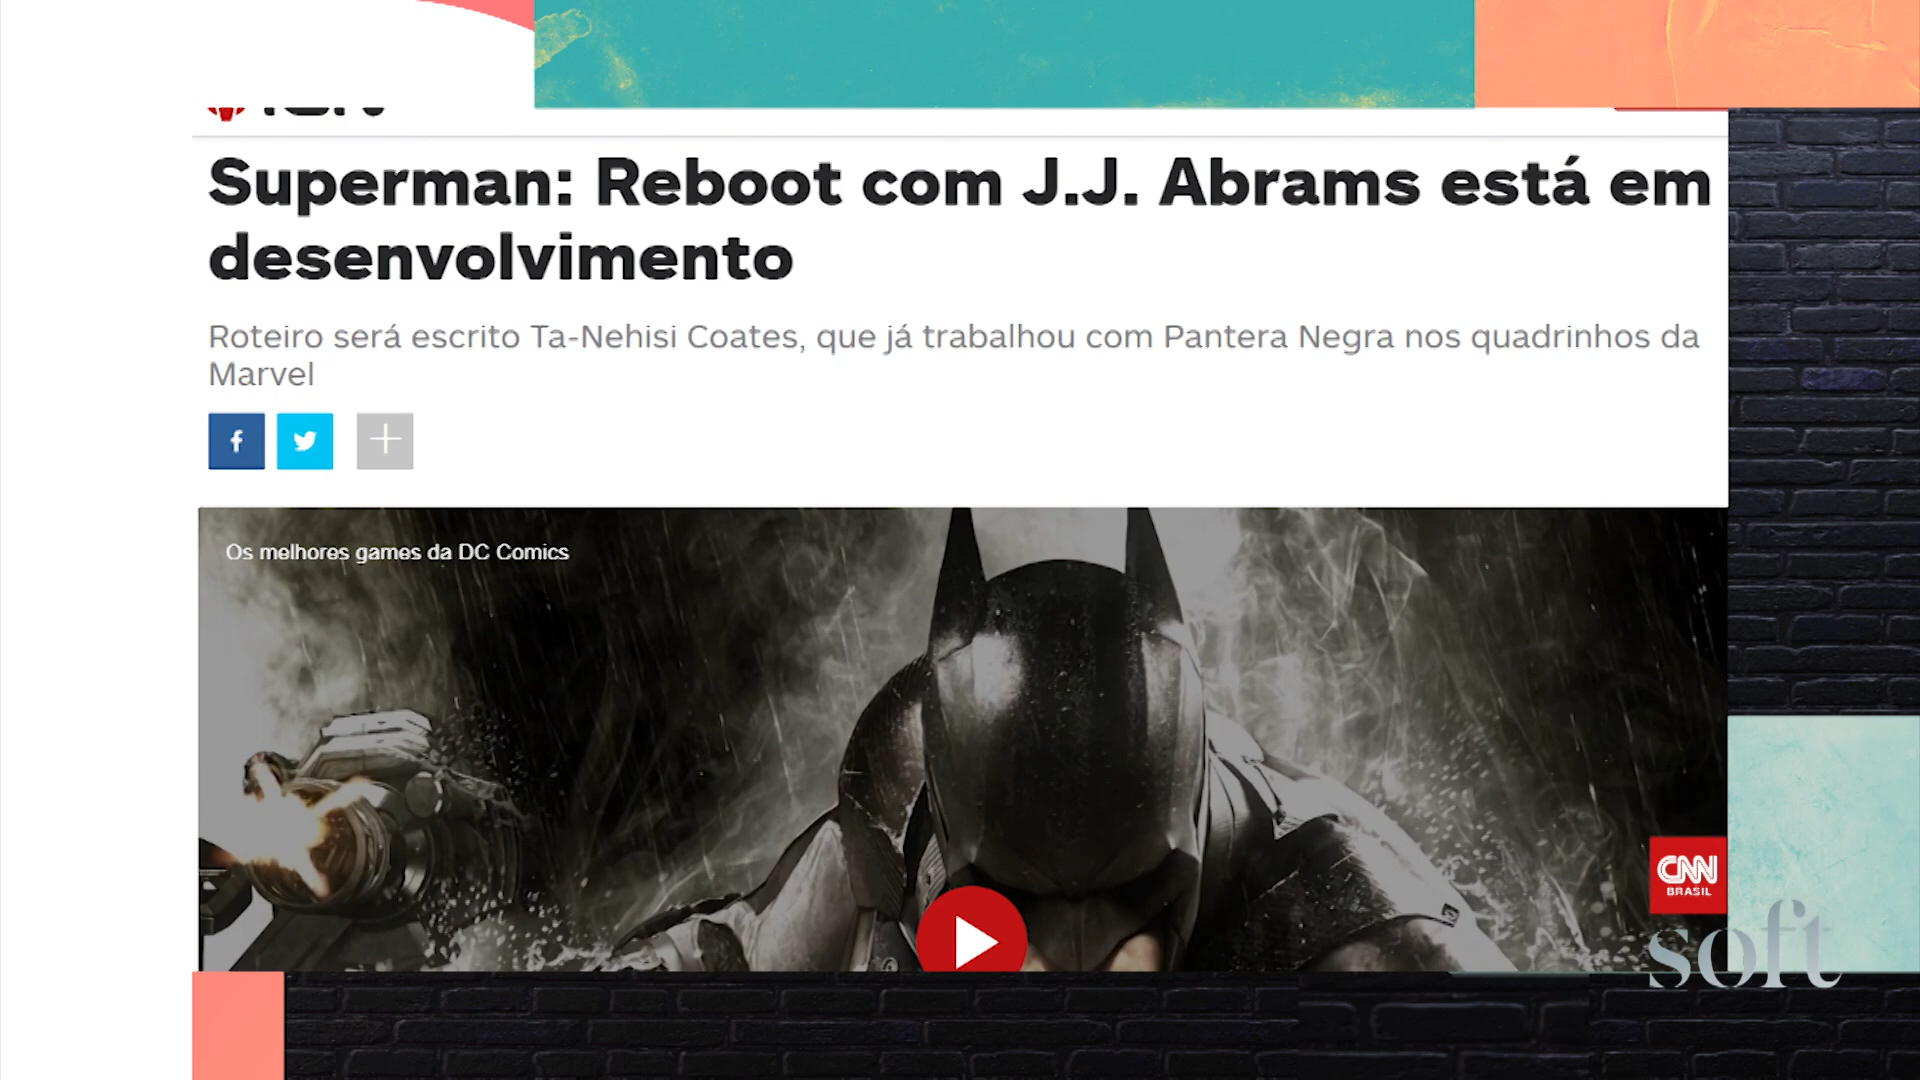 Superman: Reboot com J.J. Abrams está em
desenvolvimento
Roteiro será escrito Ta-Nehisi Coates, que já trabalhou com Pantera Negra nos quadrinhos da
Marvel
Os melhores games da DC Comics
CNN
BRASIL
soft